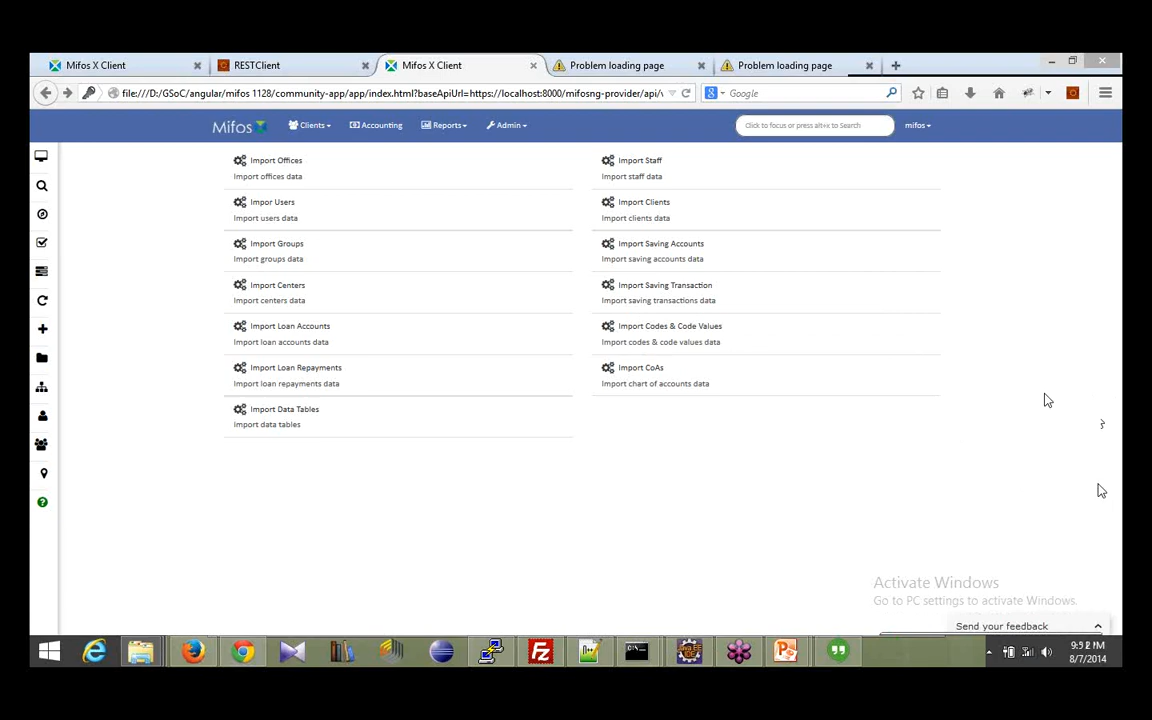 Mifos X Client
RESTClient
Mifos X Client
Problem loading page
Problem loading page
file:///D:/GSoC/angular/mifos 1128/community-app/app/index.html?baseApiUrl=https://localhost:8000/mifosng-provider/api/v
Google
Mifos X
Clients
Accounting
Reports
Admin
Click to focus or press alt+x to Search
mifos
Import Offices
Import offices data
Import Staff
Import staff data
Impor Users
Import users data
Import Clients
Import clients data
Import Groups
Import groups data
Import Saving Accounts
Import saving accounts data
Import Centers
Import centers data
Import Saving Transaction
Import saving transactions data
Import Loan Accounts
Import loan accounts data
Import Codes & Code Values
Import codes & code values data
Import Loan Repayments
Import loan repayments data
Import CoAs
Import chart of accounts data
Import Data Tables
Import data tables
Activate Windows
Go to PC settings to activate Windows.
Send your feedback
8/7/2014